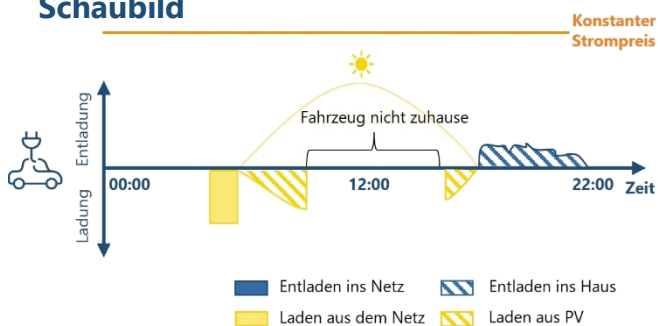 Schaubild
Konstanter
Strompreis
Entladung
Fahrzeug nicht zuhause
00:00
12:00
22:00
Zeit
Ladung
Entladen ins Netz
Entladen ins Haus
Laden aus dem Netz
Laden aus PV